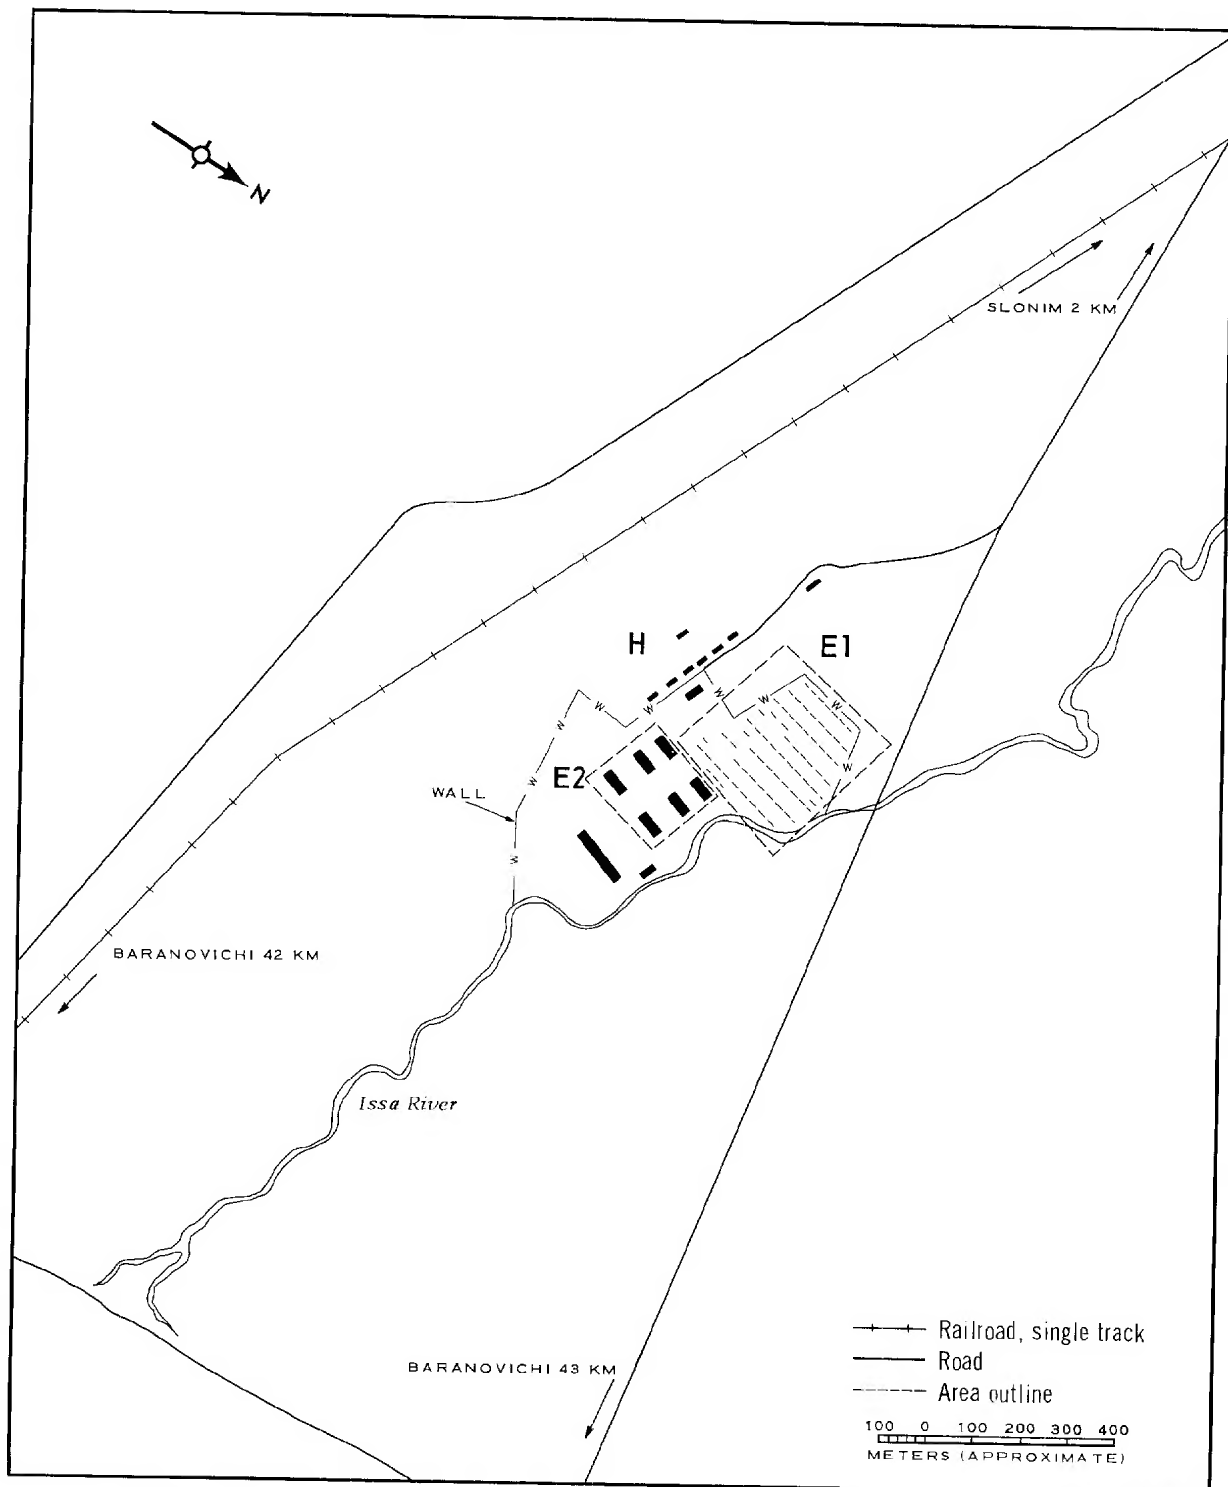 N
SLONIM 2 KM
H
E1
W
W
W
W
W
W
E2
W
W
WALL
W
BARANOVICHI 42 KM
Issa River
BARANOVICHI 43 KM
Railroad, single track
Road
Area outline
100 0 100 200 300 400
METERS (APPROXIMATE)